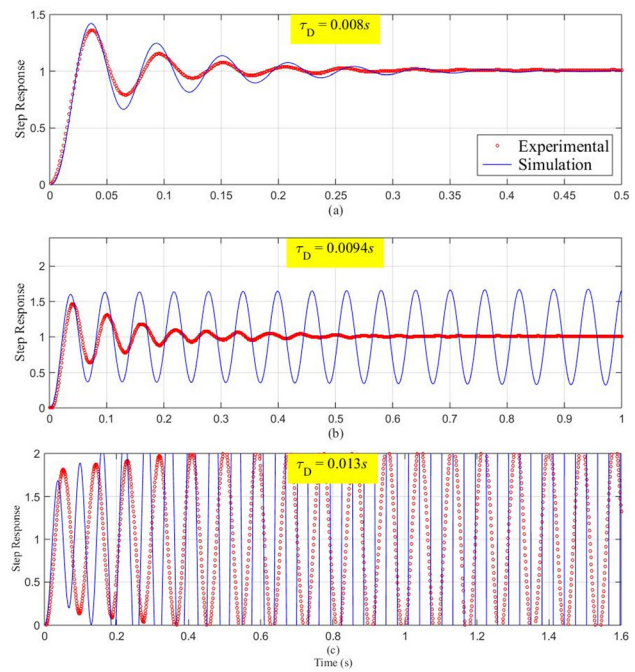 τD = 0.008s
1.5
1
0.5
0
Step Response
Experimental
Simulation
0 0.05 0.1 0.15 0.2 0.25 0.3 0.35 0.4 0.45 0.5
(a)
τD = 0.0094s
2
1.5
1
0.5
0
Step Response
0 0.1 0.2 0.3 0.4 0.5 0.6 0.7 0.8 0.9 1
(b)
τD = 0.013s
2
1.5
1
0.5
0
Step Response
0 0.2 0.4 0.6 0.8 1 1.2 1.4 1.6
(c)
Time (s)